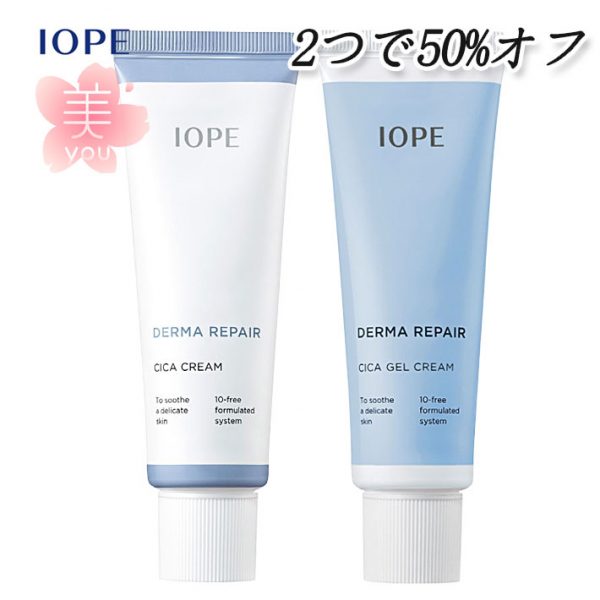 IOPE
2つで50%オフ
美
YOU
IOPE
DERMA REPAIR
CICA CREAM
To soothe
a delicate
skin
10-free
formulated
system
IOPE
DERMA REPAIR
CICA GEL CREAM
To soothe
a delicate
skin
10-free
formulated
system